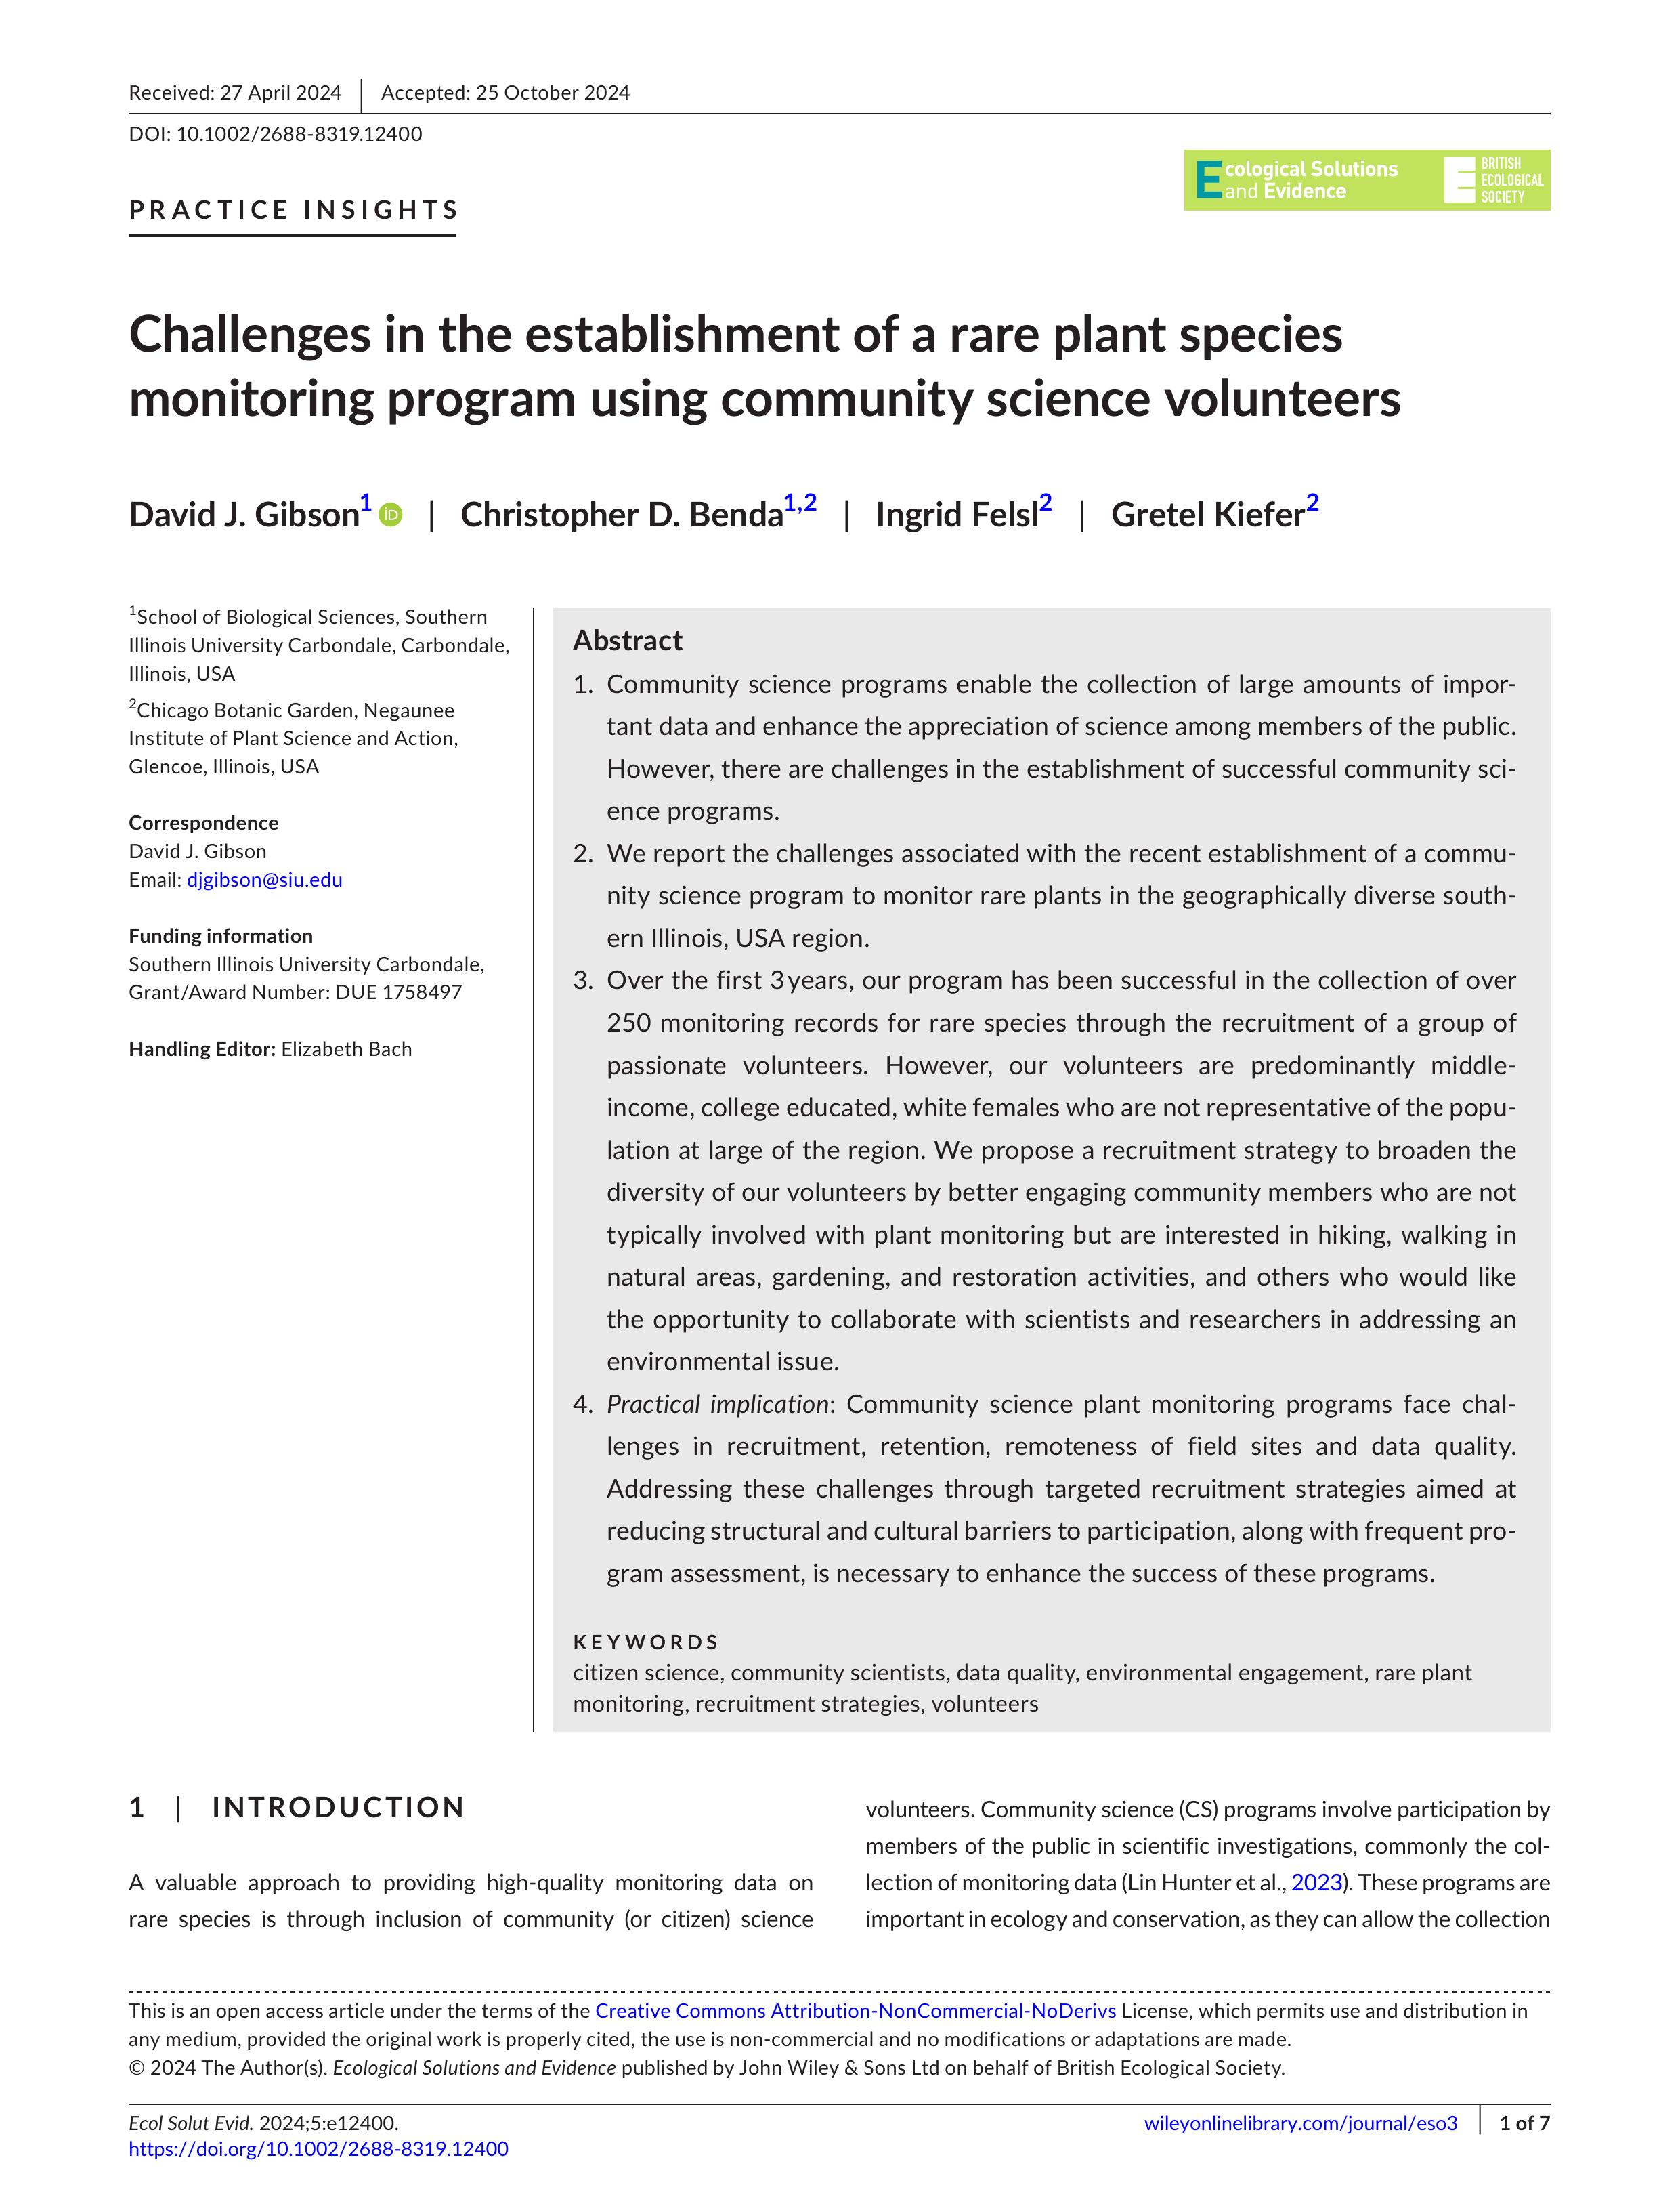 Received: 27 April 2024 | Accepted: 25 October 2024
DOI: 10.1002/2688-8319.12400
Ecological Solutions
and Evidence
BRITISH
ECOLOGICAL
SOCIETY
PRACTICE INSIGHTS
Challenges in the establishment of a rare plant species
monitoring program using community science volunteers
David J. Gibson1 iD | Christopher D. Benda1,2 | Ingrid Felsl2 | Gretel Kiefer2
1School of Biological Sciences, Southern
Illinois University Carbondale, Carbondale,
Illinois, USA
2Chicago Botanic Garden, Negaunee
Institute of Plant Science and Action,
Glencoe, Illinois, USA
Correspondence
David J. Gibson
Email: djgibson@siu.edu
Funding information
Southern Illinois University Carbondale,
Grant/Award Number: DUE 1758497
Handling Editor: Elizabeth Bach
Abstract
1. Community science programs enable the collection of large amounts of impor-
tant data and enhance the appreciation of science among members of the public.
However, there are challenges in the establishment of successful community sci-
ence programs.
2. We report the challenges associated with the recent establishment of a commu-
nity science program to monitor rare plants in the geographically diverse south-
ern Illinois, USA region.
3. Over the first 3 years, our program has been successful in the collection of over
250 monitoring records for rare species through the recruitment of a group of
passionate volunteers. However, our volunteers are predominantly middle-
income, college educated, white females who are not representative of the popu-
lation at large of the region. We propose a recruitment strategy to broaden the
diversity of our volunteers by better engaging community members who are not
typically involved with plant monitoring but are interested in hiking, walking in
natural areas, gardening, and restoration activities, and others who would like
the opportunity to collaborate with scientists and researchers in addressing an
environmental issue.
4. Practical implication: Community science plant monitoring programs face chal-
lenges in recruitment, retention, remoteness of field sites and data quality.
Addressing these challenges through targeted recruitment strategies aimed at
reducing structural and cultural barriers to participation, along with frequent pro-
gram assessment, is necessary to enhance the success of these programs.
KEYWORDS
citizen science, community scientists, data quality, environmental engagement, rare plant
monitoring, recruitment strategies, volunteers
1 | INTRODUCTION
A valuable approach to providing high-quality monitoring data on
rare species is through inclusion of community (or citizen) science
volunteers. Community science (CS) programs involve participation by
members of the public in scientific investigations, commonly the col-
lection of monitoring data (Lin Hunter et al., 2023). These programs are
important in ecology and conservation, as they can allow the collection
This is an open access article under the terms of the Creative Commons Attribution-NonCommercial-NoDerivs License, which permits use and distribution in
any medium, provided the original work is properly cited, the use is non-commercial and no modifications or adaptations are made.
© 2024 The Author(s). Ecological Solutions and Evidence published by John Wiley & Sons Ltd on behalf of British Ecological Society.
Ecol Solut Evid. 2024;5:e12400.
https://doi.org/10.1002/2688-8319.12400
wileyonlinelibrary.com/journal/eso3 | 1 of 7